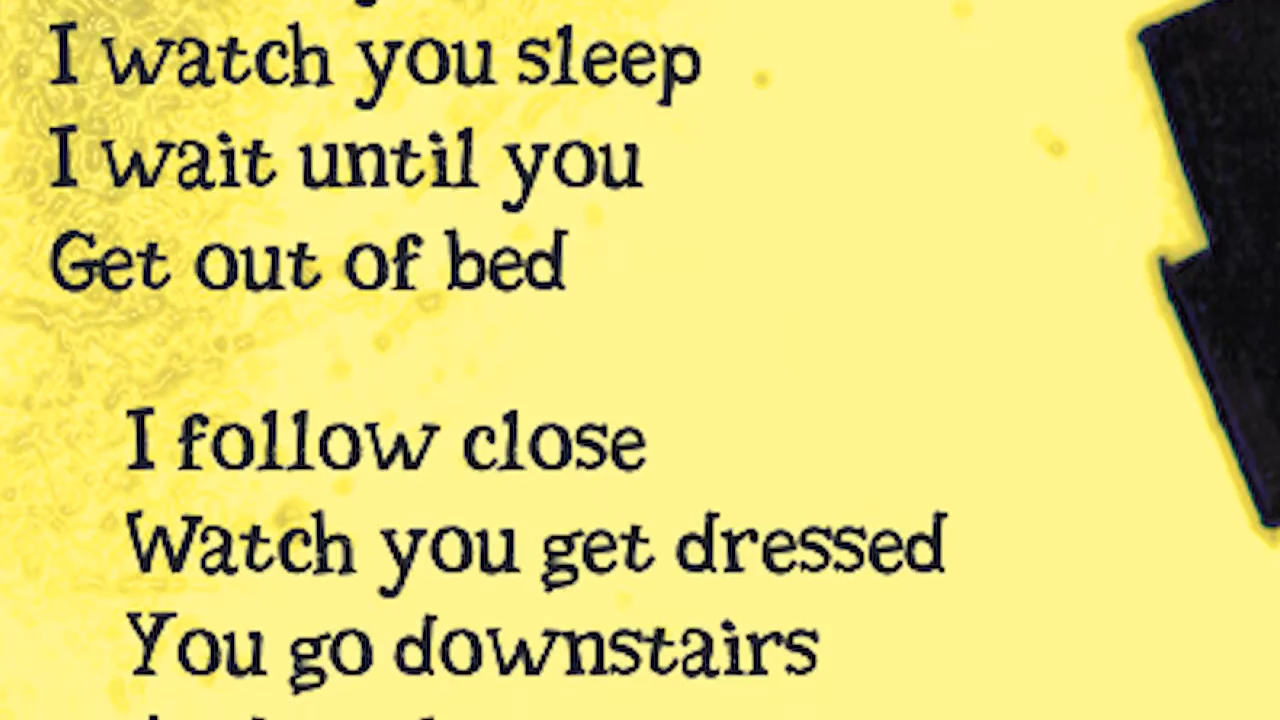 I watch you sleep
I wait until you
Get out of bed
I follow close
Watch you get dressed
You go downstairs